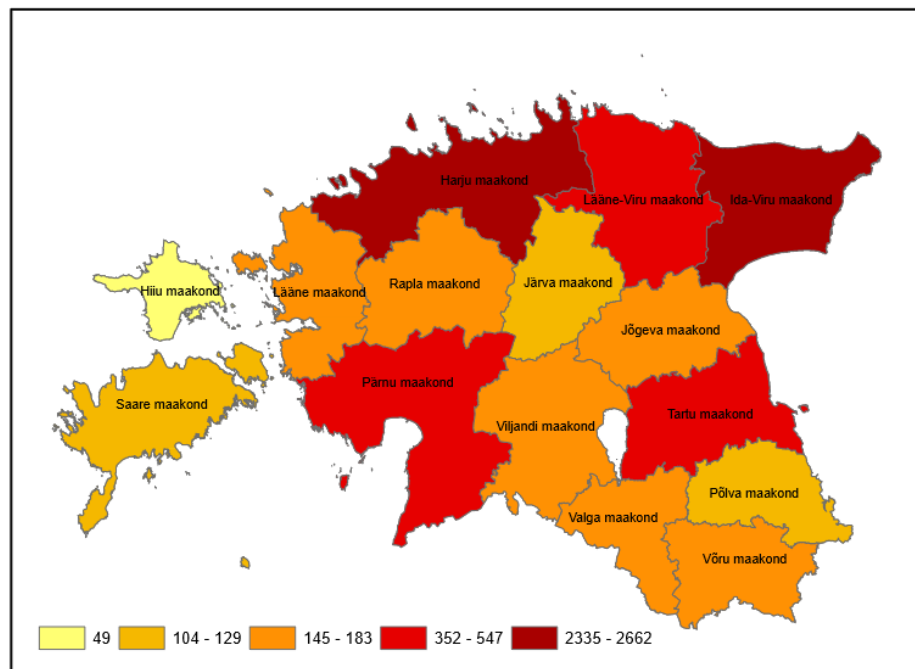 Harju maakond
Lääne-Viru maakond
Ida-Viru maakond
Hiiu maakond
Lääne maakond
Rapla maakond
Järva maakond
Jõgeva maakond
Saare maakond
Pärnu maakond
Viljandi maakond
Tartu maakond
Valga maakond
Põlva maakond
Võru maakond
49
104 - 129
145 - 183
352 - 547
2335 - 2662